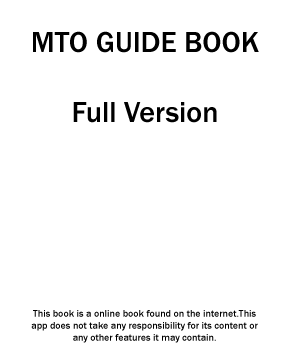 MTO GUIDE BOOK
Full Version
This book is a online book found on the internet.This
app does not take any responsibility for its content or
any other features it may contain.